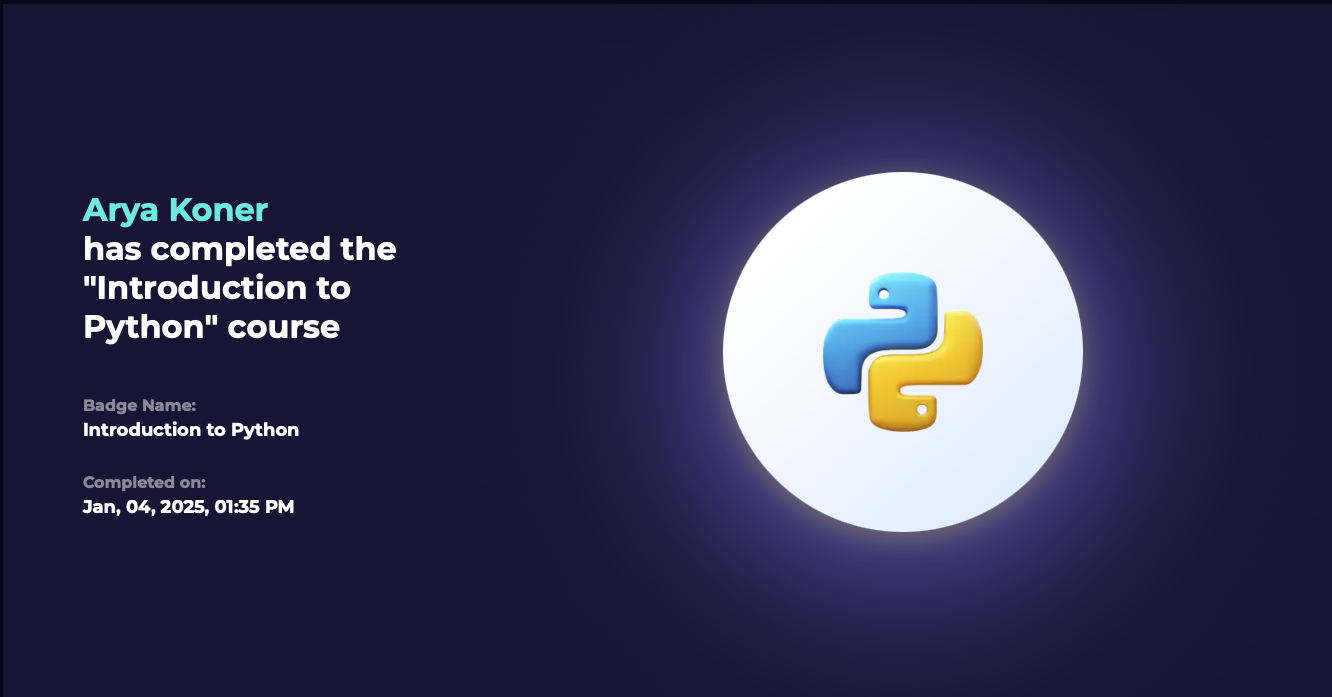 Arya Koner
has completed the
"Introduction to
Python" course
Badge Name:
Introduction to Python
Completed on:
Jan, 04, 2025, 01:35 PM